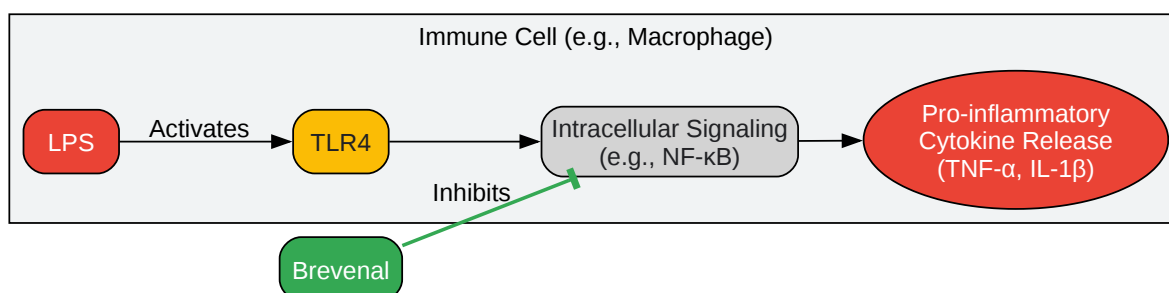 Immune Cell (e.g., Macrophage)
LPS
Activates
TLR4
Intracellular Signaling
(e.g., NF-κB)
Pro-inflammatory
Cytokine Release
(TNF-α, IL-1β)
Inhibits
Brevenal